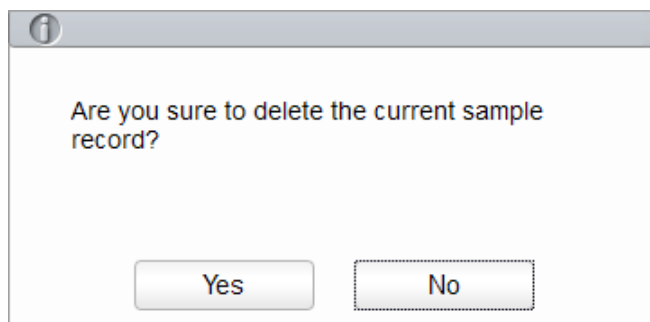 Are you sure to delete the current sample
record?
Yes
No